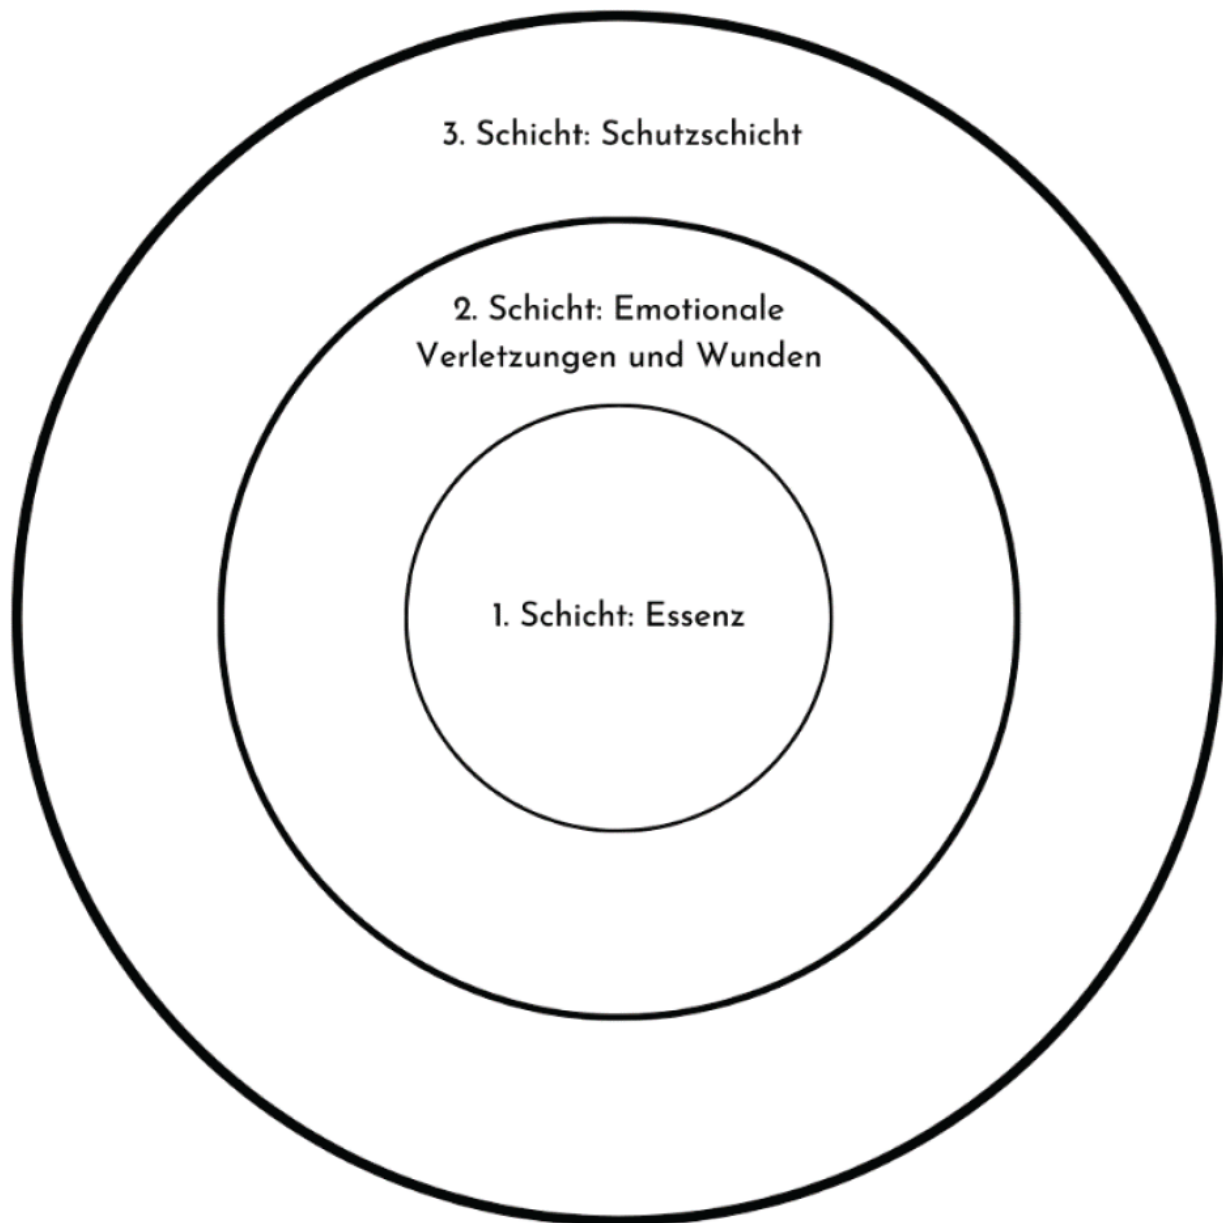 3. Schicht: Schutzschicht
2. Schicht: Emotionale
Verletzungen und Wunden
1. Schicht: Essenz